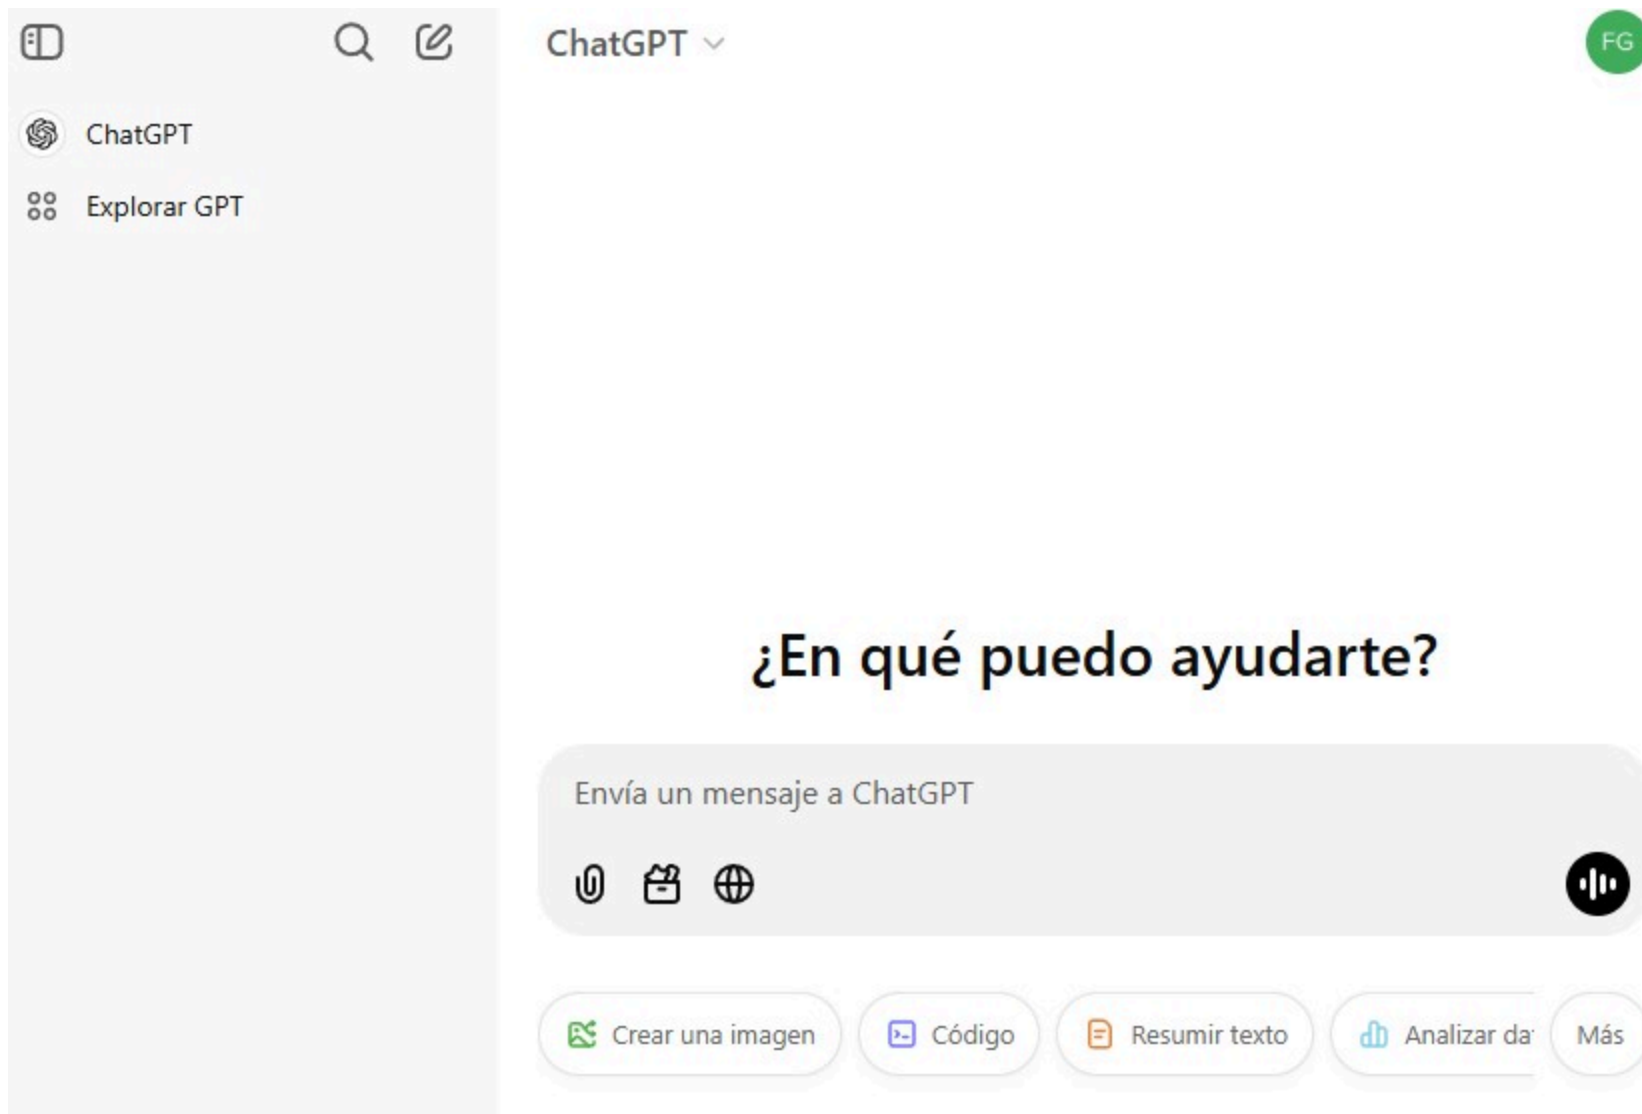 ChatGPT
FG
ChatGPT
Explorar GPT
¿En qué puedo ayudarte?
Envía un mensaje a ChatGPT
Crear una imagen
Código
Resumir texto
Analizar
Más